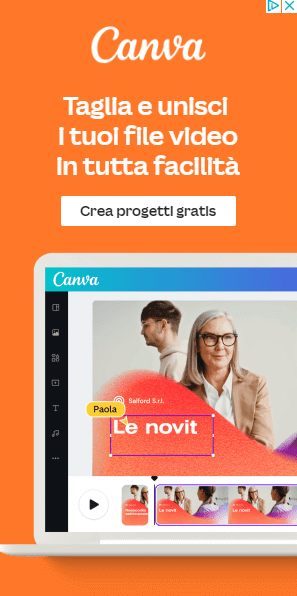 Canva
Taglia e unisci
i tuoi file video
in tutta facilità
Crea progetti gratis
Canva
Salford S.r.l.
Paola
Le novit
Le novit
Le novit